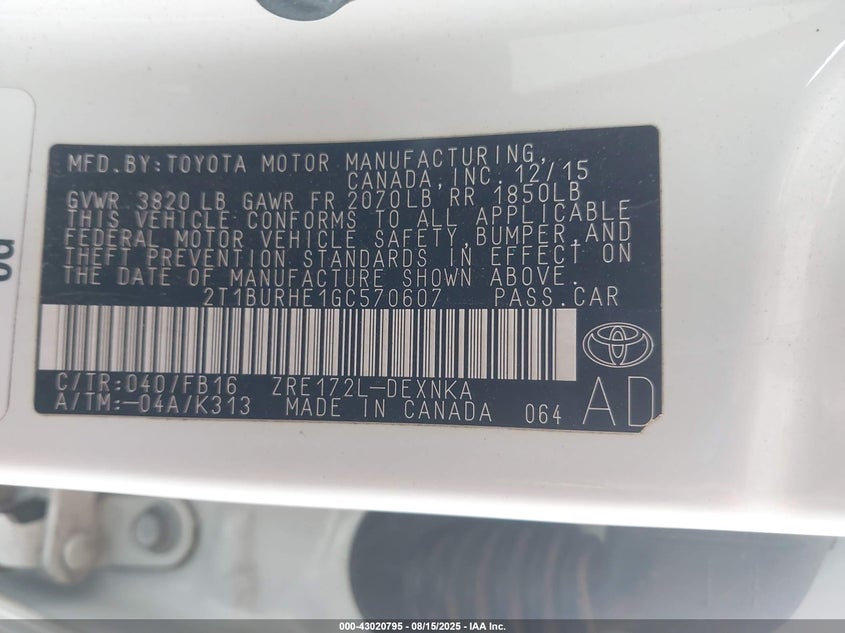 MFD.BY:TOYOTA MOTOR MANUFACTURING,
CANADA, INC. 12/15
GVWR 3820 LB GAWR FR 2070LB RR 1850LB
THIS VEHICLE CONFORMS TO ALL APPLICABLE
FEDERAL MOTOR VEHICLE SAFETY,BUMPER AND
THEFT PREVENTION STANDARDS IN EFFECT ON
THE DATE OF MANUFACTURE SHOWN ABOVE.
2T1BURHE1GC570607 PASS.CAR
C/TR:040/FB16 ZRE172L-DEXNKA
A/TM:-04A/K313 MADE IN CANADA 064 AD
000-43020795 - 08/15/2025 - IAA Inc.